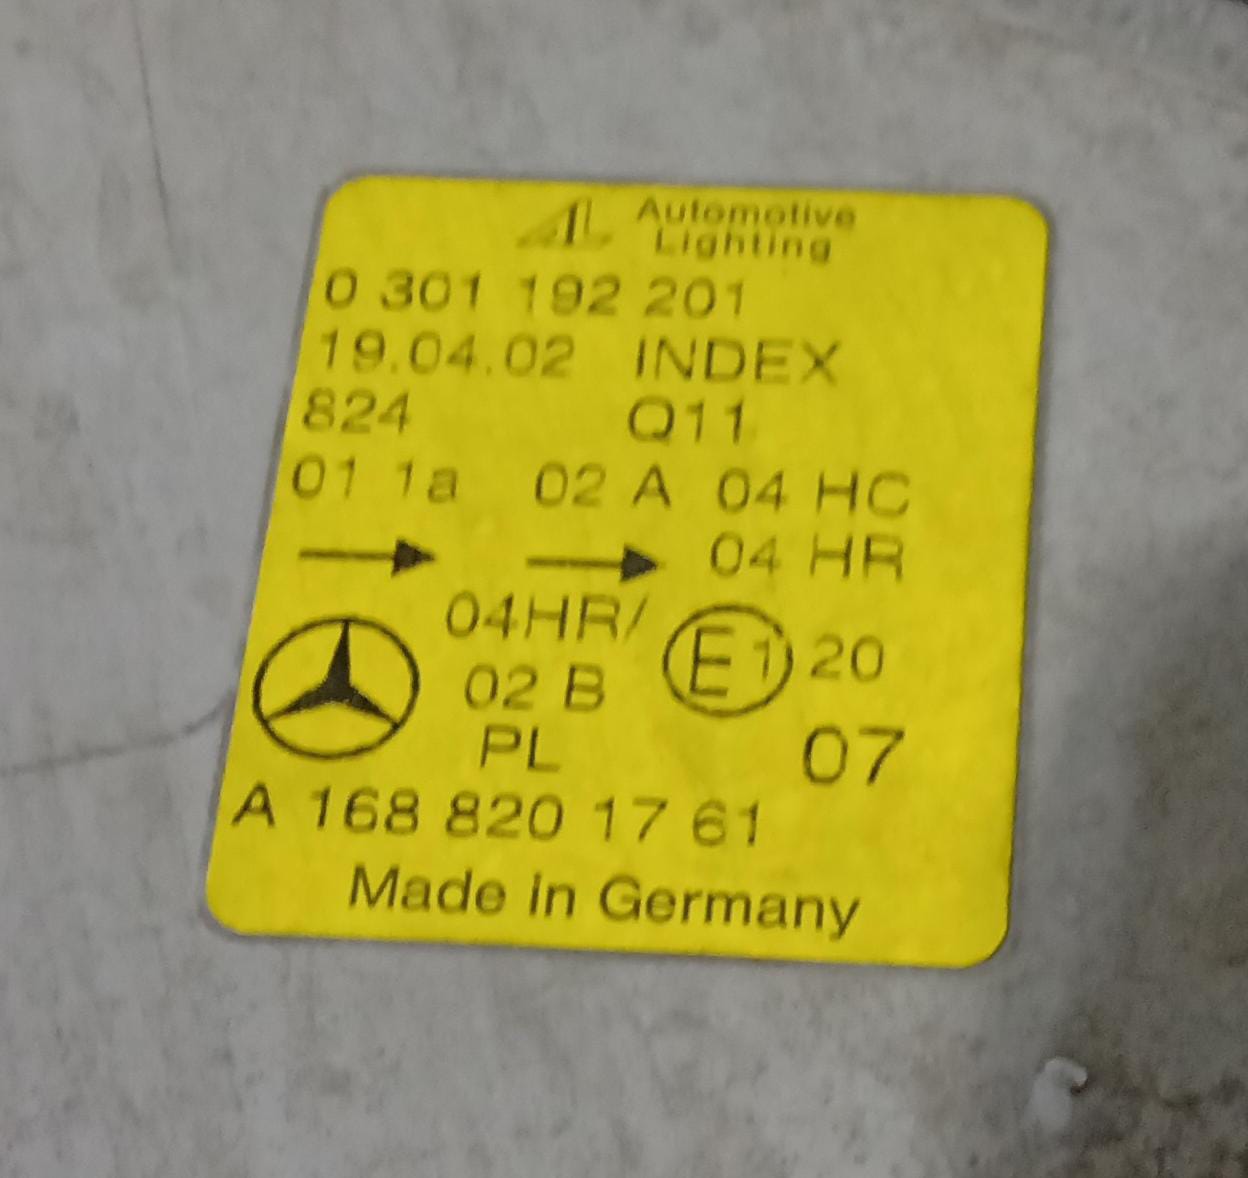 AL Automotive
Lighting
0 301 192 201
19.04.02 INDEX
824 Q11
01 1a 02 A 04 HC
04 HR
04HR/
02 B E1 20
PL 07
A 168 820 17 61
Made in Germany